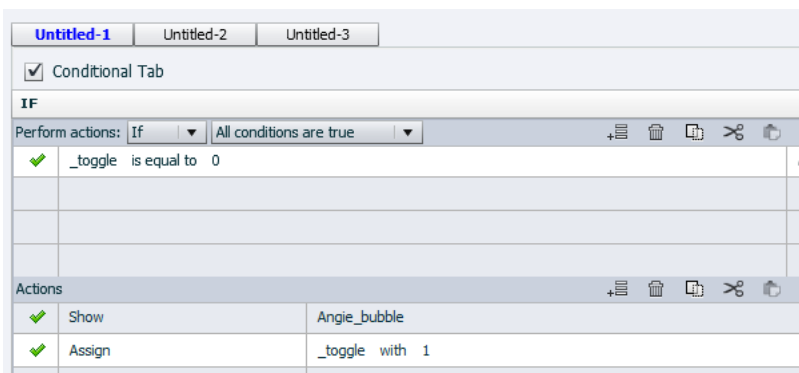 Untitled-1 Untitled-2 Untitled-3
Conditional Tab
IF
Perform actions: If All conditions are true
_toggle is equal to 0
Actions
Show Angie_bubble
Assign _toggle with 1